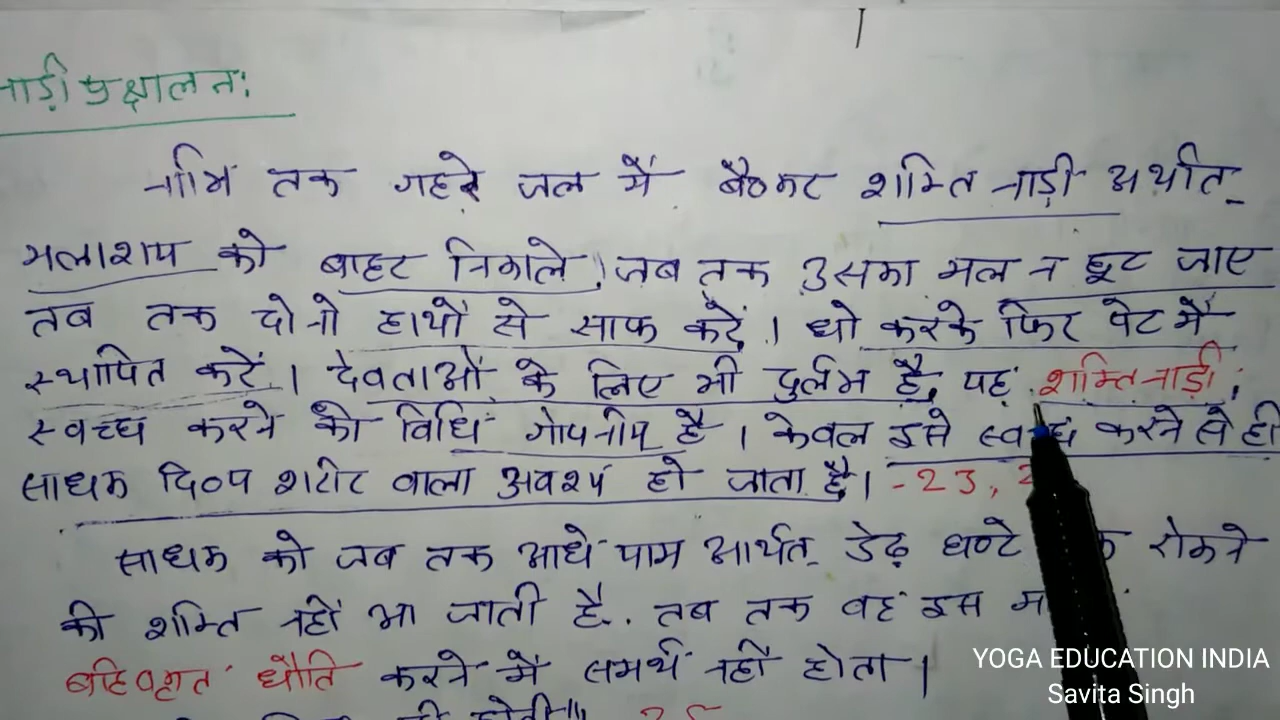 नाड़ी प्रक्षालन:
नाभि तक गहरे जल में बैठकर शक्ति नाड़ी अर्थात्
मलाशय को बाहर निकाले। जब तक उसका मल न छूट जाए
तब तक दोनो हाथों से साफ करें। धो करके फिर पेट में
स्थापित करें। देवताओं के लिए भी दुर्लभ है, यह शक्तिनाड़ी
स्वच्छ करने की विधि गोपनीय है। केवल इसे करने से ही
साधक दिव्य शरीर वाला अवश्य हो जाता है। - 23,
साधक को जब तक आधे याम अर्थात् डेढ़ घण्टे रोकने
की शक्ति नहीं आ जाती है. तब तक वह इस
बहिष्कृत धौति करने में समर्थ नहीं होता।
YOGA EDUCATION INDIA
Savita Singh